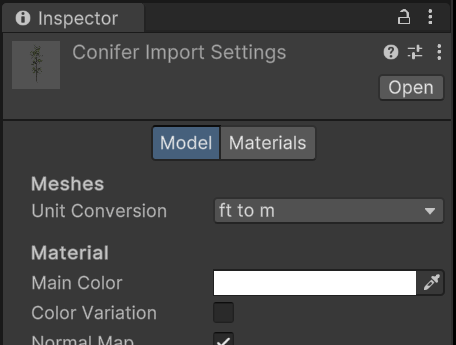 Inspector
Conifer Import Settings
Open
Model Materials
Meshes
Unit Conversion ft to m
Material
Main Color
Color Variation
Normal Map